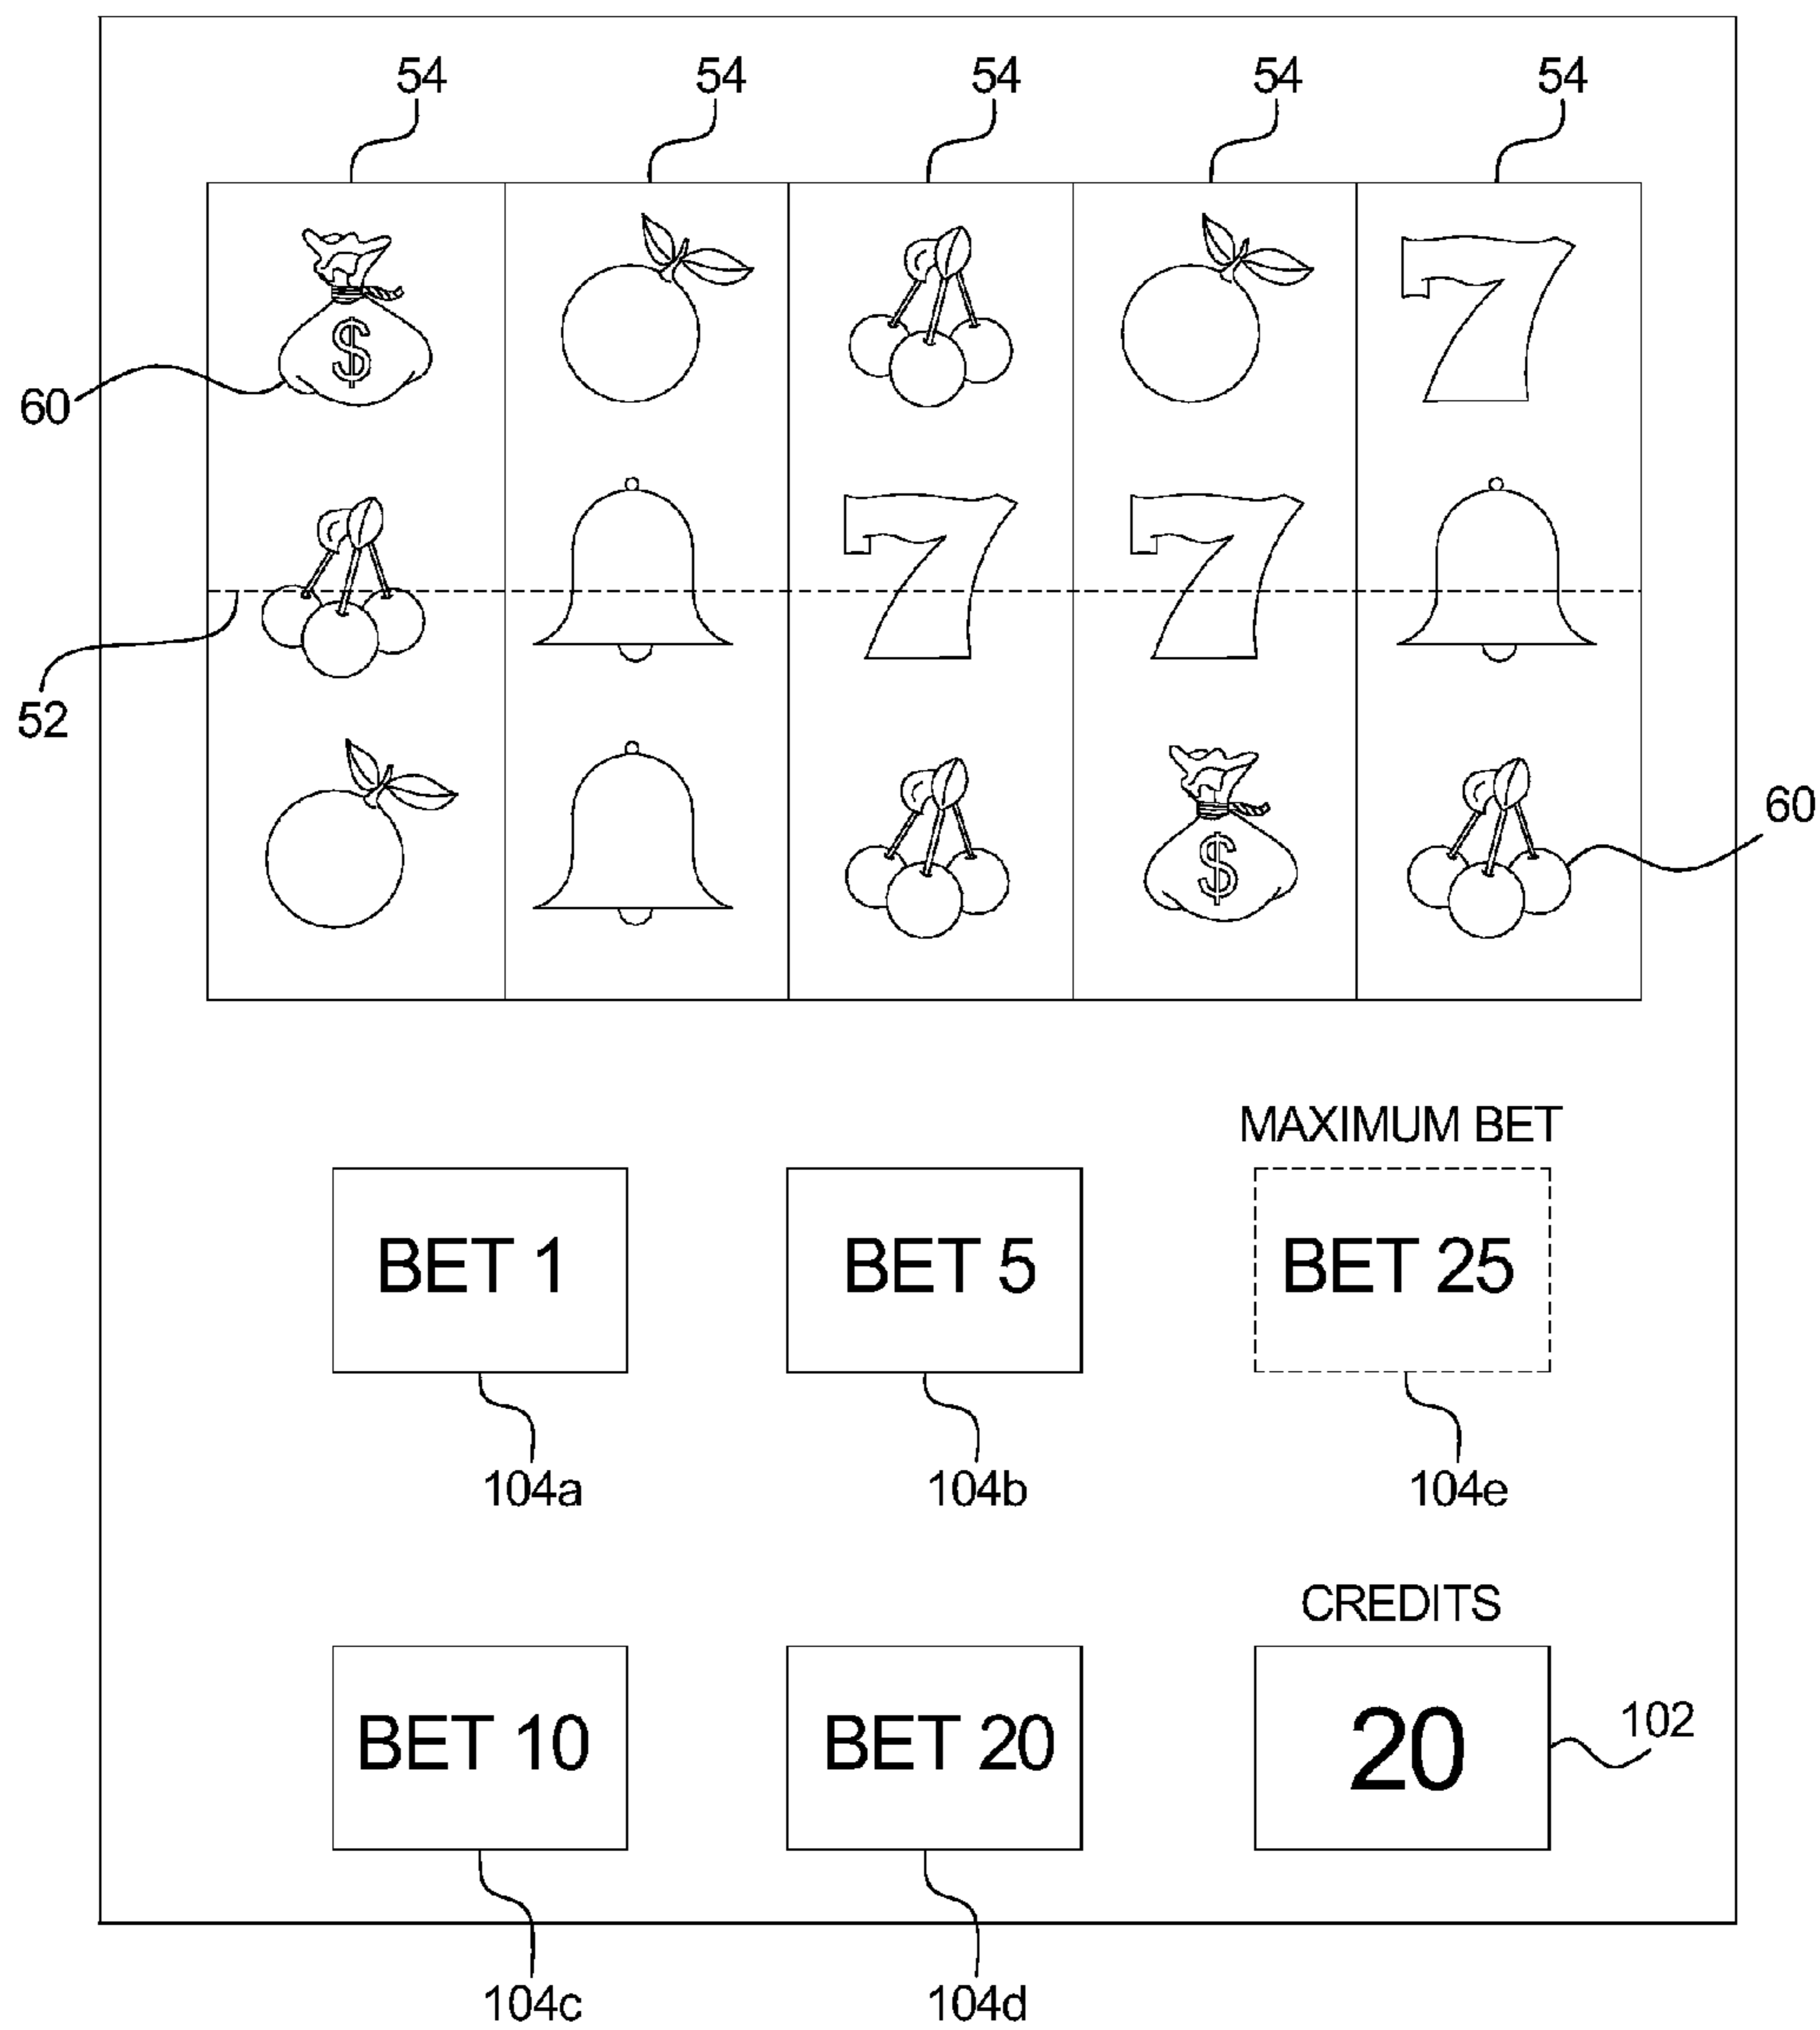 54 54 54 54 54
$
60
7
7 7
52
60
$
MAXIMUM BET
BET 1 BET 5 BET 25
104a 104b 104e
CREDITS
BET 10 BET 20 20
102
104c 104d